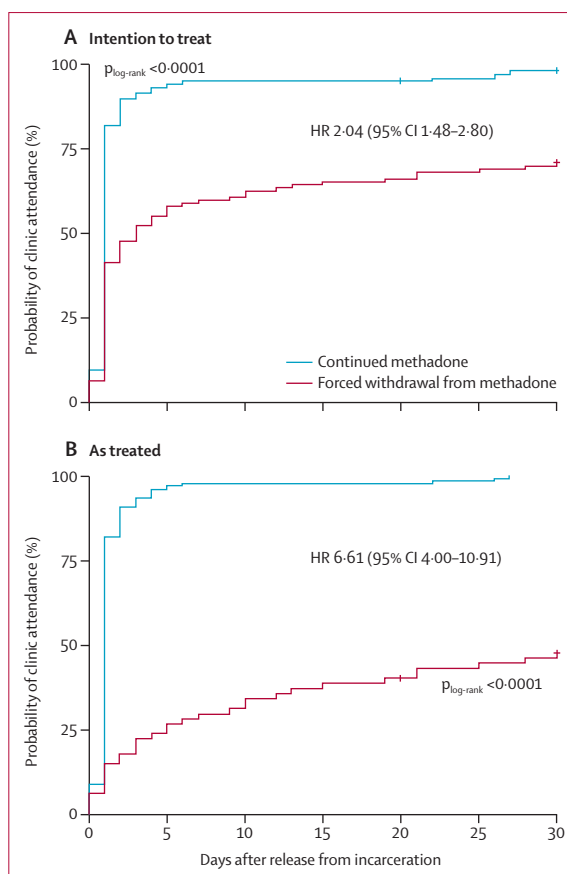 A Intention to treat
100
75
50
25
0
Probability of clinic attendance (%)
plog-rank <0·0001
HR 2·04 (95% CI 1·48–2·80)
Continued methadone
Forced withdrawal from methadone
B As treated
100
75
50
25
0
Probability of clinic attendance (%)
HR 6·61 (95% CI 4·00–10·91)
plog-rank <0·0001
0 5 10 15 20 25 30
Days after release from incarceration